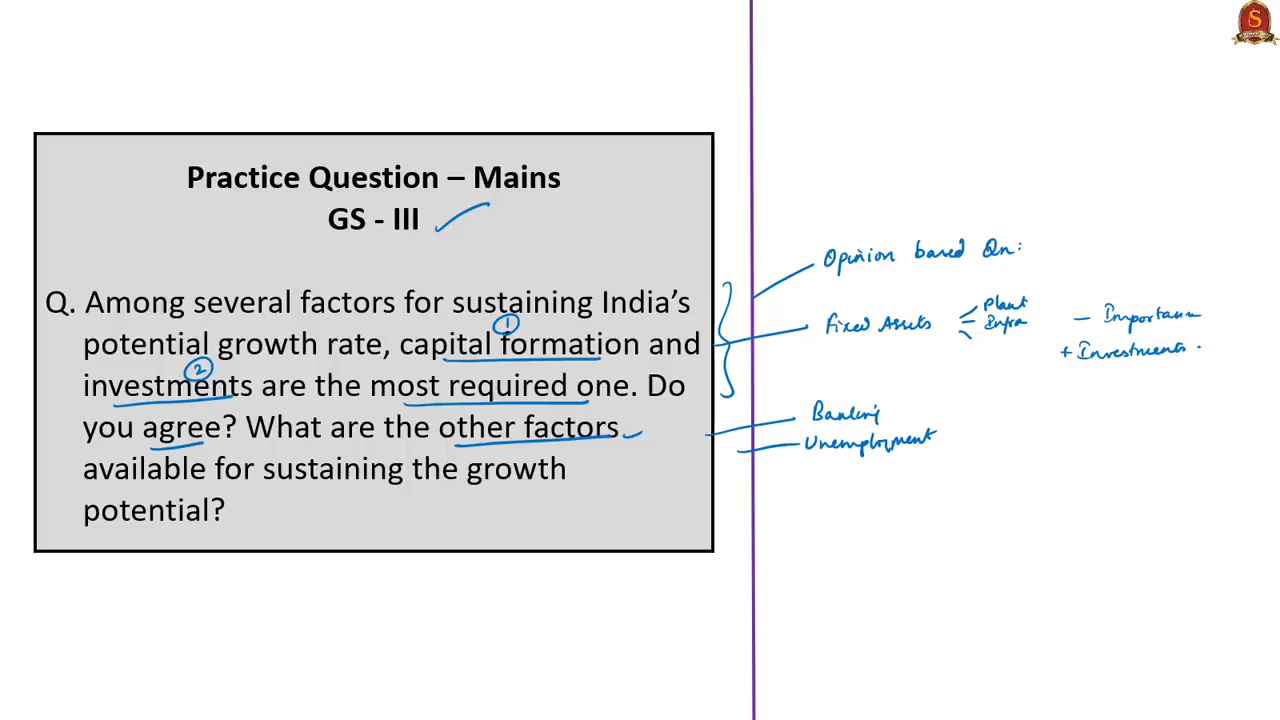 Practice Question – Mains
GS - III
Q. Among several factors for sustaining India's
potential growth rate, capital formation and
investments are the most required one. Do
you agree? What are the other factors
available for sustaining the growth
potential?
1
2
Opinion based Qn:
Fixed Assets
Plant
Infra
– Importance
+ Investments.
Banking
Unemployment
S